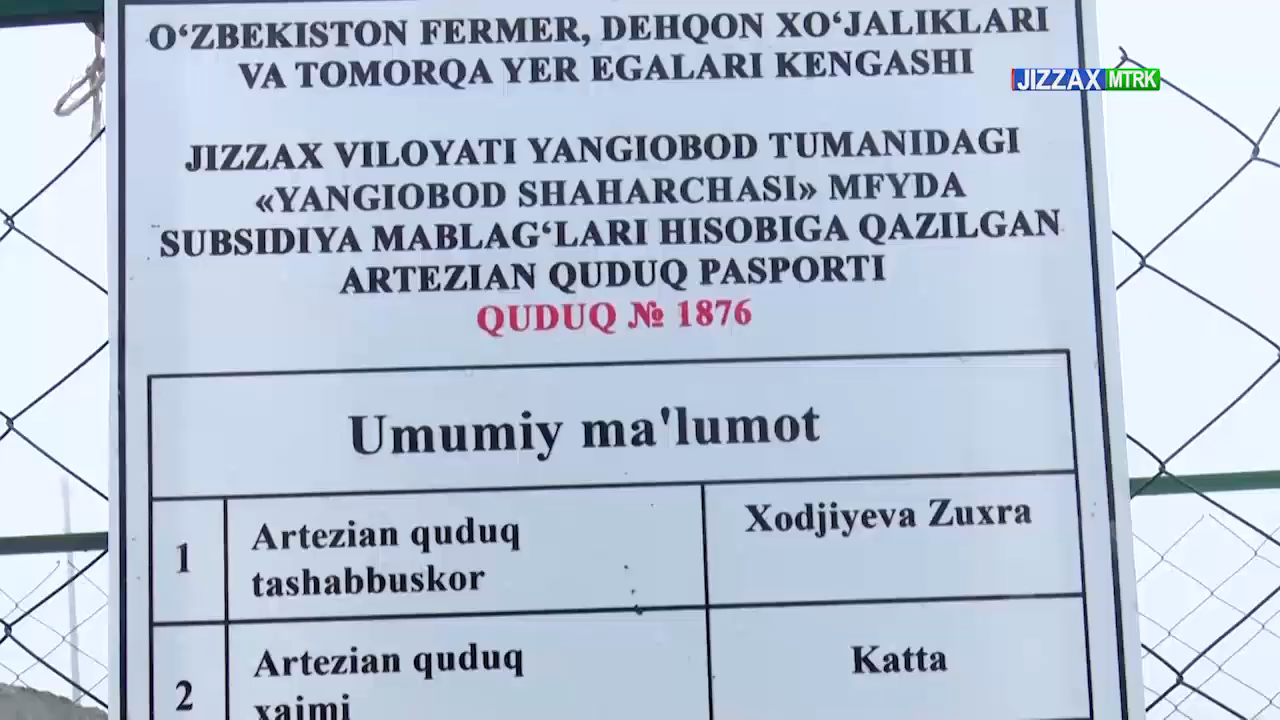 O‘ZBEKISTON FERMER, DEHQON XO‘JALIKLARI
VA TOMORQA YER EGALARI KENGASHI
JIZZAX MTRK
JIZZAX VILOYATI YANGIOBOD TUMANIDAGI
«YANGIOBOD SHAHARCHASI» MFYDA
SUBSIDIYA MABLAG‘LARI HISOBIGA QAZILGAN
ARTEZIAN QUDUQ PASPORTI
QUDUQ № 1876
Umumiy ma'lumot
1
Artezian quduq
tashabbuskor
Xodjiyeva Zuxra
2
Artezian quduq
xajmi
Katta